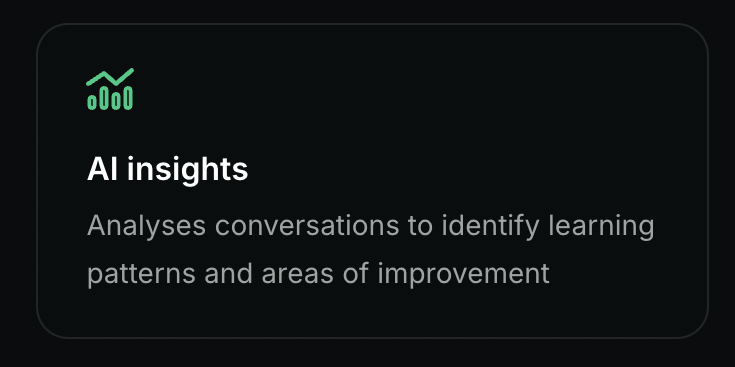 AI insights
Analyses conversations to identify learning
patterns and areas of improvement